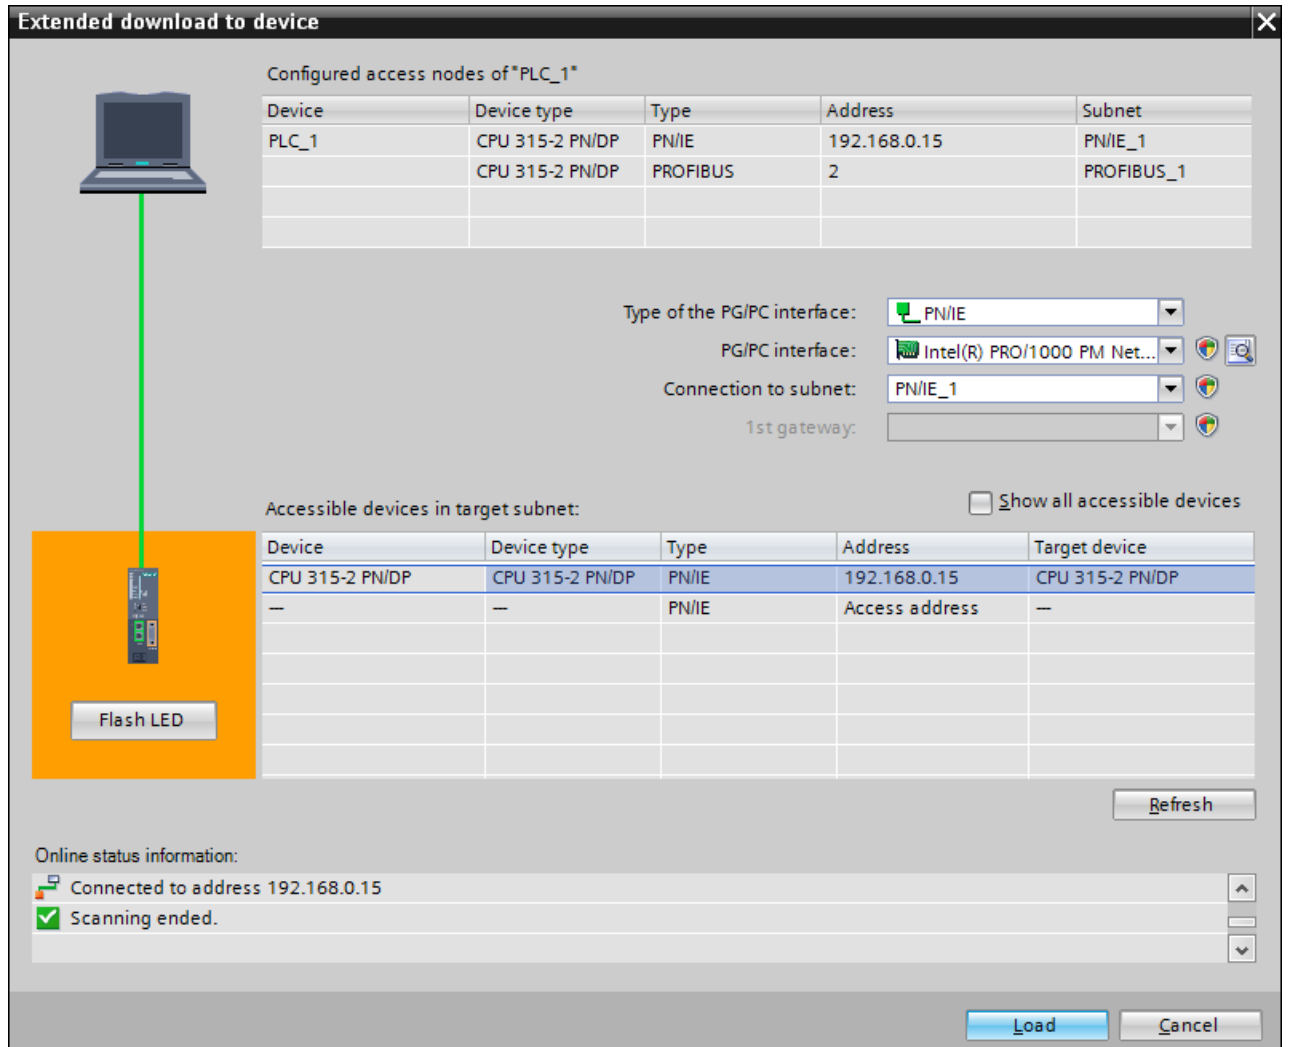 Extended download to device
Configured access nodes of "PLC_1"
Device Device type Type Address Subnet
PLC_1 CPU 315-2 PN/DP PN/IE 192.168.0.15 PN/IE_1
CPU 315-2 PN/DP PROFIBUS 2 PROFIBUS_1
Type of the PG/PC interface: PN/IE
PG/PC interface: Intel(R) PRO/1000 PM Net...
Connection to subnet: PN/IE_1
1st gateway:
Accessible devices in target subnet: Show all accessible devices
Device Device type Type Address Target device
CPU 315-2 PN/DP CPU 315-2 PN/DP PN/IE 192.168.0.15 CPU 315-2 PN/DP
— — PN/IE Access address —
Flash LED
Refresh
Online status information:
Connected to address 192.168.0.15
Scanning ended.
Load Cancel